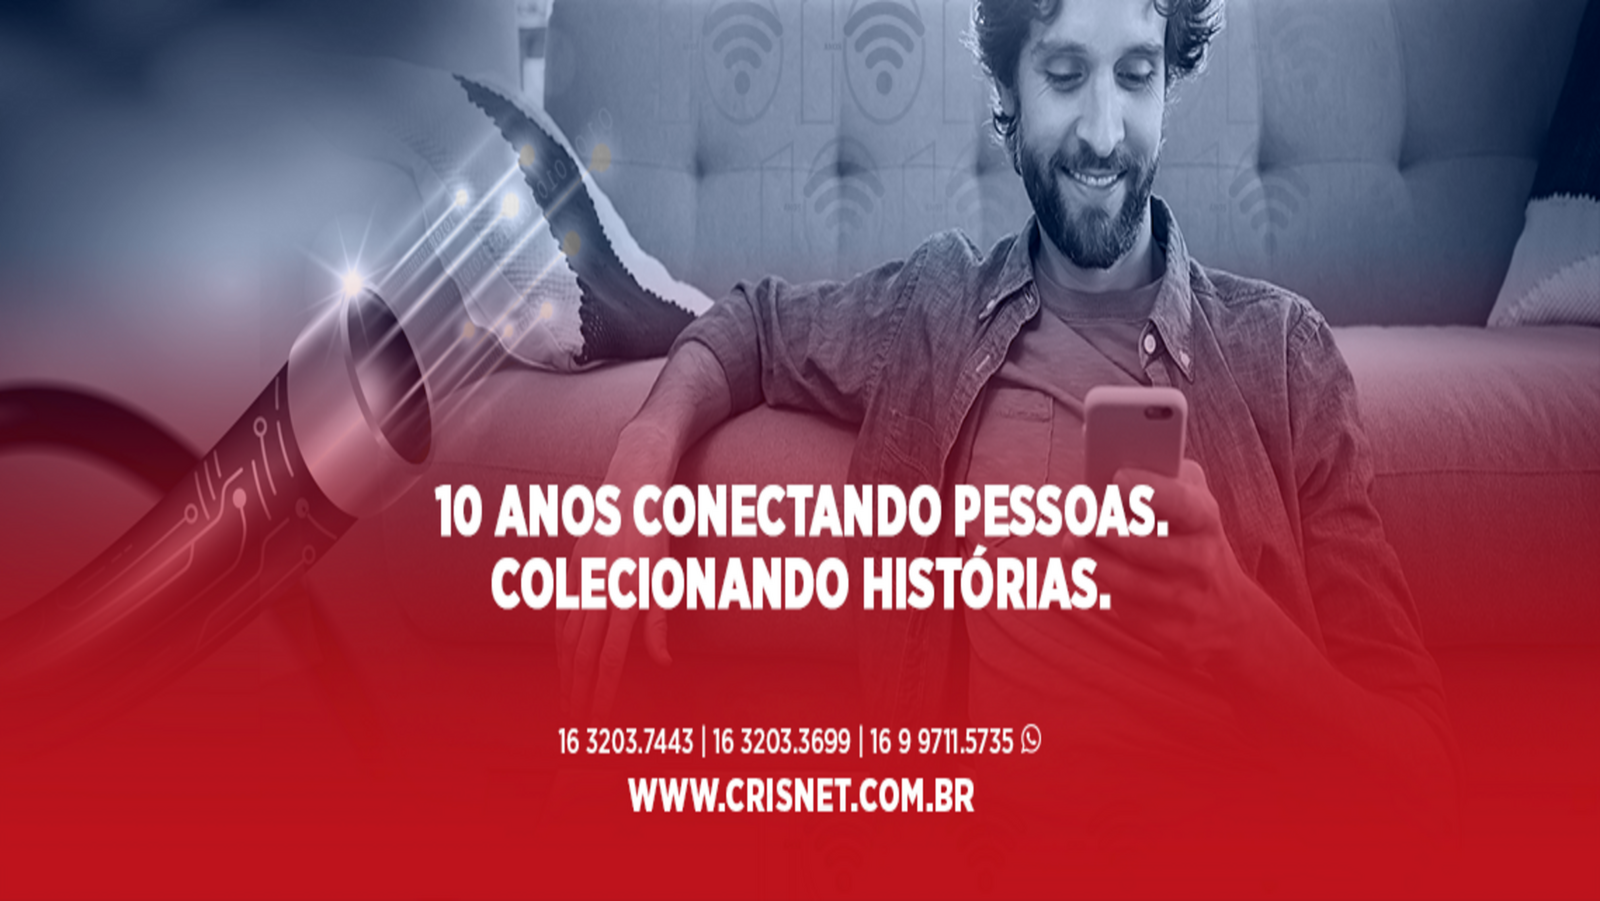 10 ANOS CONECTANDO PESSOAS.
COLECIONANDO HISTÓRIAS.
16 3203.7443 | 16 3203.3699 | 16 9 9711.5735
WWW.CRISNET.COM.BR